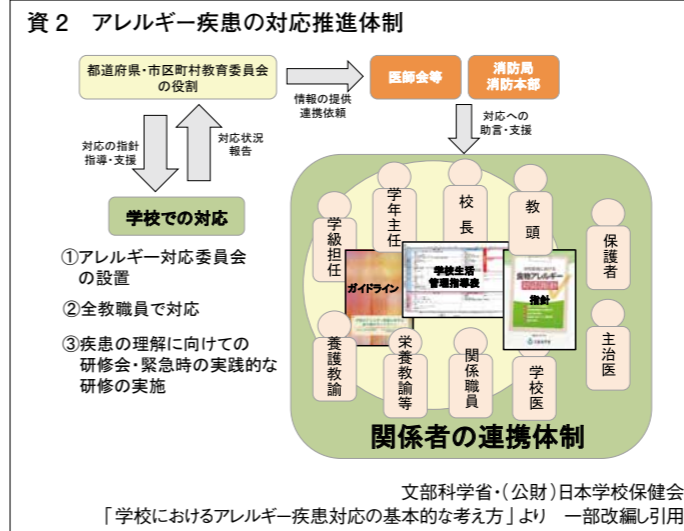 資2 アレルギー疾患の対応推進体制
都道府県・市区町村教育委員会
の役割
情報の提供
連携依頼
医師会等
消防局
消防本部
対応の指針
指導・支援
対応状況
報告
対応への
助言・支援
学校での対応
①アレルギー対応委員会
の設置
②全教職員で対応
③疾患の理解に向けての
研修会・緊急時の実践的な
研修の実施
学級担任
学年主任
校長
教頭
保護者
ガイドライン
学校生活
管理指導表
食物アレルギー
指針
養護教諭
栄養教諭等
関係職員
学校医
主治医
関係者の連携体制
文部科学省・(公財)日本学校保健会
「学校におけるアレルギー疾患対応の基本的な考え方」より 一部改編し引用